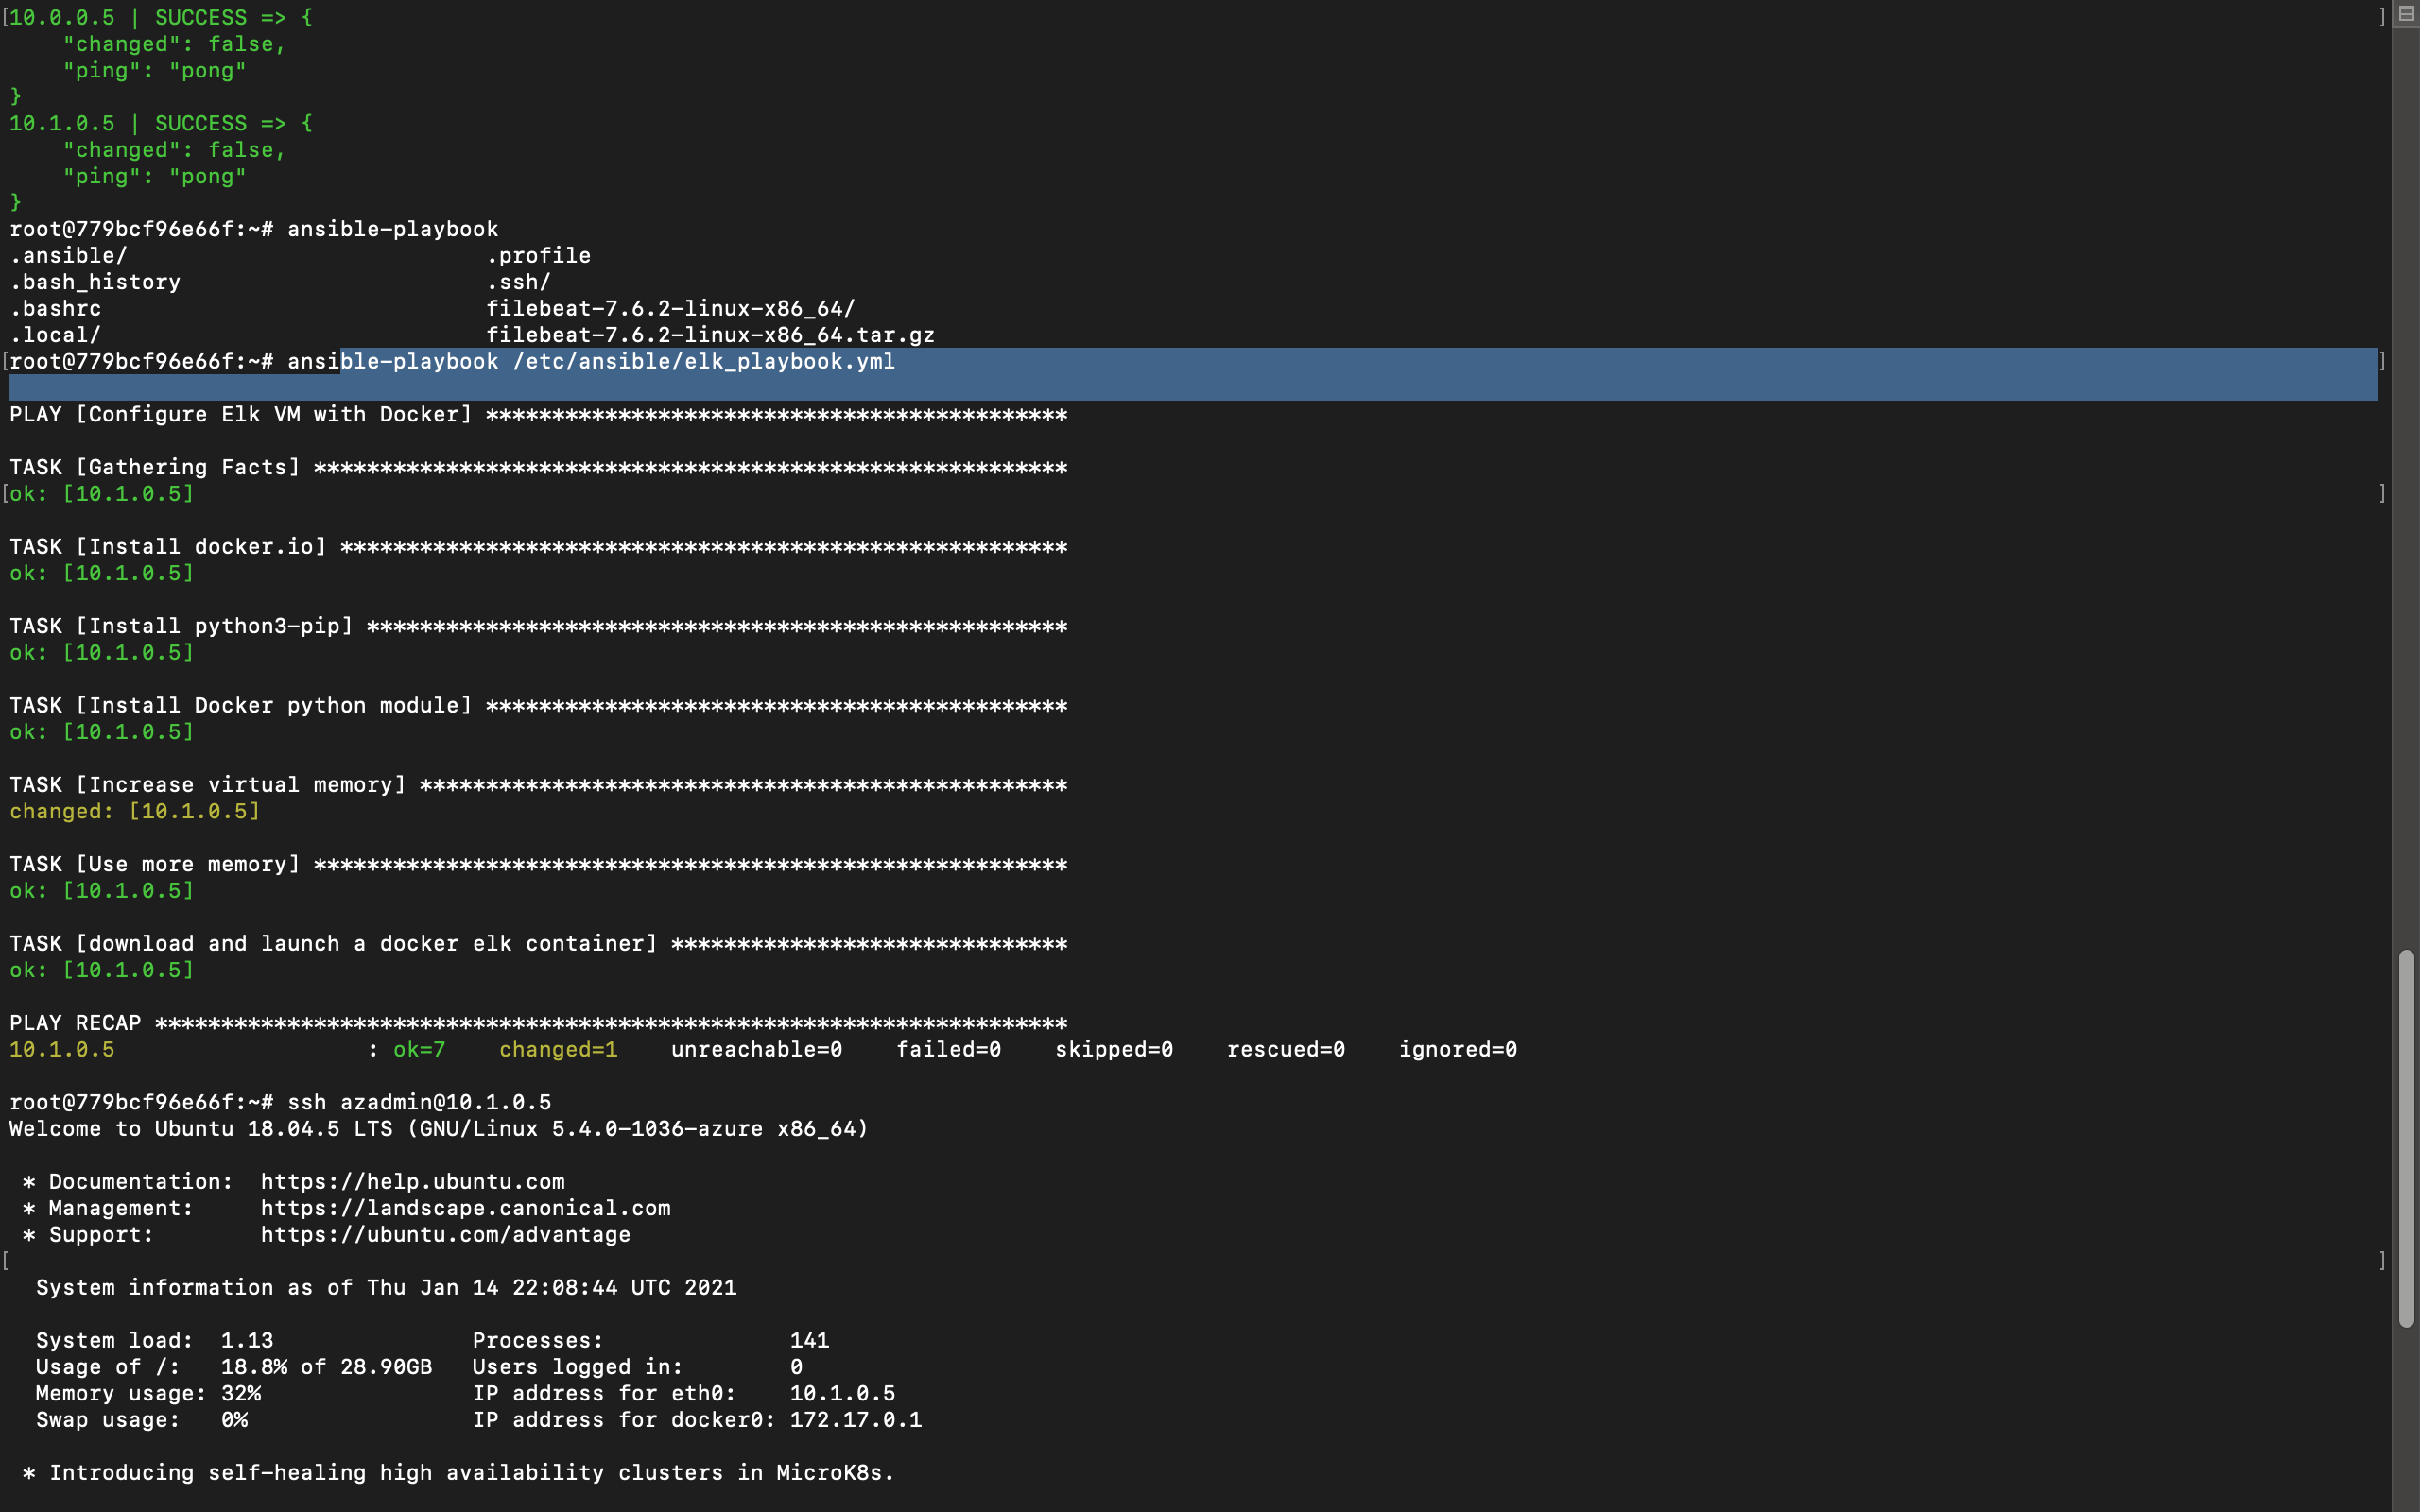 [10.0.0.5 | SUCCESS => { ]
    "changed": false,
    "ping": "pong"
}
10.1.0.5 | SUCCESS => {
    "changed": false,
    "ping": "pong"
}
root@779bcf96e66f:~# ansible-playbook
.ansible/                           .profile
.bash_history                       .ssh/
.bashrc                             filebeat-7.6.2-linux-x86_64/
.local/                             filebeat-7.6.2-linux-x86_64.tar.gz
[root@779bcf96e66f:~# ansible-playbook /etc/ansible/elk_playbook.yml ]
PLAY [Configure Elk VM with Docker] ********************************************
TASK [Gathering Facts] *********************************************************
[ok: [10.1.0.5] ]
TASK [Install docker.io] *******************************************************
ok: [10.1.0.5]
TASK [Install python3-pip] *****************************************************
ok: [10.1.0.5]
TASK [Install Docker python module] ********************************************
ok: [10.1.0.5]
TASK [Increase virtual memory] *************************************************
changed: [10.1.0.5]
TASK [Use more memory] *********************************************************
ok: [10.1.0.5]
TASK [download and launch a docker elk container] ******************************
ok: [10.1.0.5]
PLAY RECAP *********************************************************************
10.1.0.5                   : ok=7    changed=1    unreachable=0    failed=0    skipped=0    rescued=0    ignored=0
root@779bcf96e66f:~# ssh azadmin@10.1.0.5
Welcome to Ubuntu 18.04.5 LTS (GNU/Linux 5.4.0-1036-azure x86_64)
 * Documentation:  https://help.ubuntu.com
 * Management:     https://landscape.canonical.com
 * Support:        https://ubuntu.com/advantage
[ ]
  System information as of Thu Jan 14 22:08:44 UTC 2021
  System load:  1.13               Processes:              141
  Usage of /:   18.8% of 28.90GB   Users logged in:        0
  Memory usage: 32%                IP address for eth0:    10.1.0.5
  Swap usage:   0%                 IP address for docker0: 172.17.0.1
 * Introducing self-healing high availability clusters in MicroK8s.